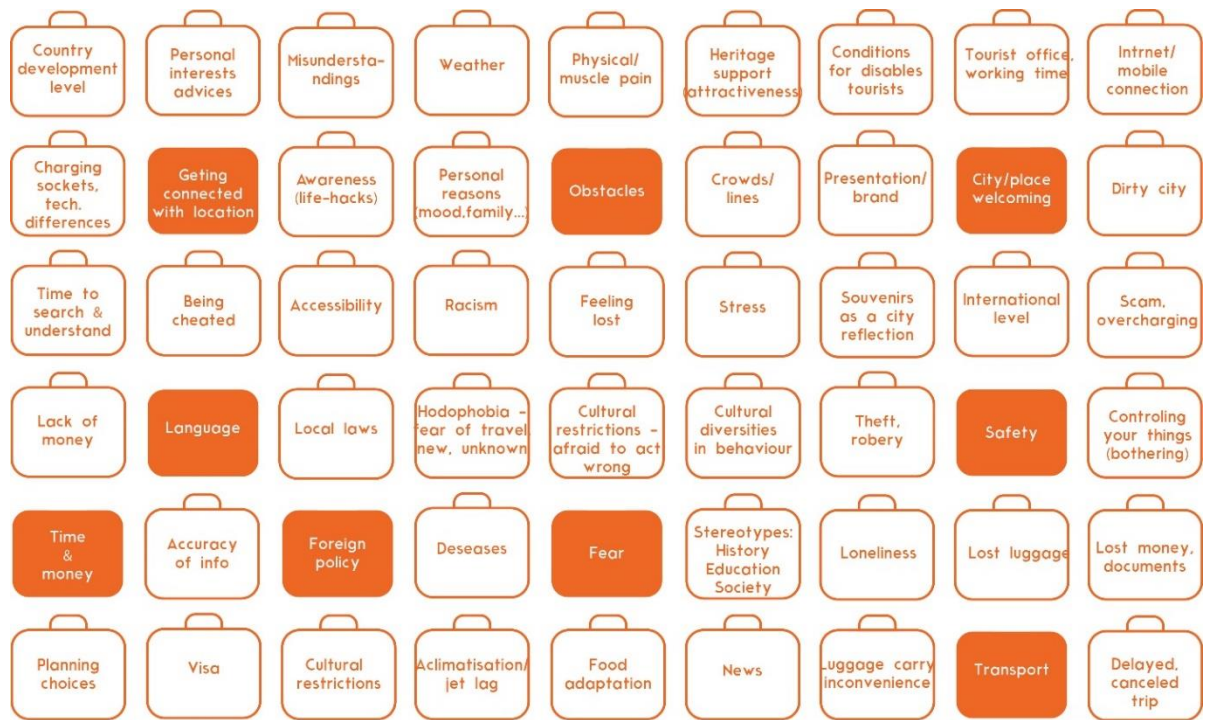 Country
development
level
Personal
interests
advices
Misundersta-
ndings
Weather
Physical/
muscle pain
Heritage
support
(attractiveness)
Conditions
for disables
tourists
Tourist office,
working time
Intrnet/
mobile
connection
Charging
sockets,
tech.
differences
Geting
connected
with location
Awareness
(life-hacks)
Personal
reasons
(mood,family...)
Obstacles
Crowds/
lines
Presentation/
brand
City/place
welcoming
Dirty city
Time to
search &
understand
Being
cheated
Accessibility
Racism
Feeling
lost
Stress
Souvenirs
as a city
reflection
International
level
Scam,
overcharging
Lack of
money
Language
Local laws
Hodophobia -
fear of travel
new, unknown
Cultural
restrictions -
afraid to act
wrong
Cultural
diversities
in behaviour
Theft,
robery
Safety
Controling
your things
(bothering)
Time
&
money
Accuracy
of info
Foreign
policy
Deseases
Fear
Stereotypes:
History
Education
Society
Loneliness
Lost luggage
Lost money,
documents
Planning
choices
Visa
Cultural
restrictions
Aclimatisation/
jet lag
Food
adaptation
News
Luggage carry
inconvenience
Transport
Delayed,
canceled
trip